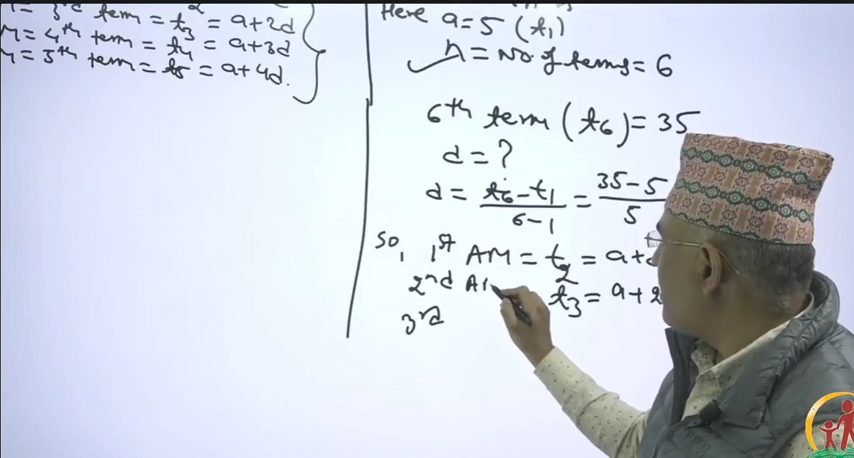 3rd term = t3 = a+2d
M = 4th term = t4 = a+3d
M = 5th term = t5 = a+4d.
Here a=5 (t1)
n = No of terms = 6
6th term (t6) = 35
d = ?
d = t6-t1 / 6-1 = 35-5 / 5
So, 1st AM = t2 = a+
2nd A t3 = a+2
3rd